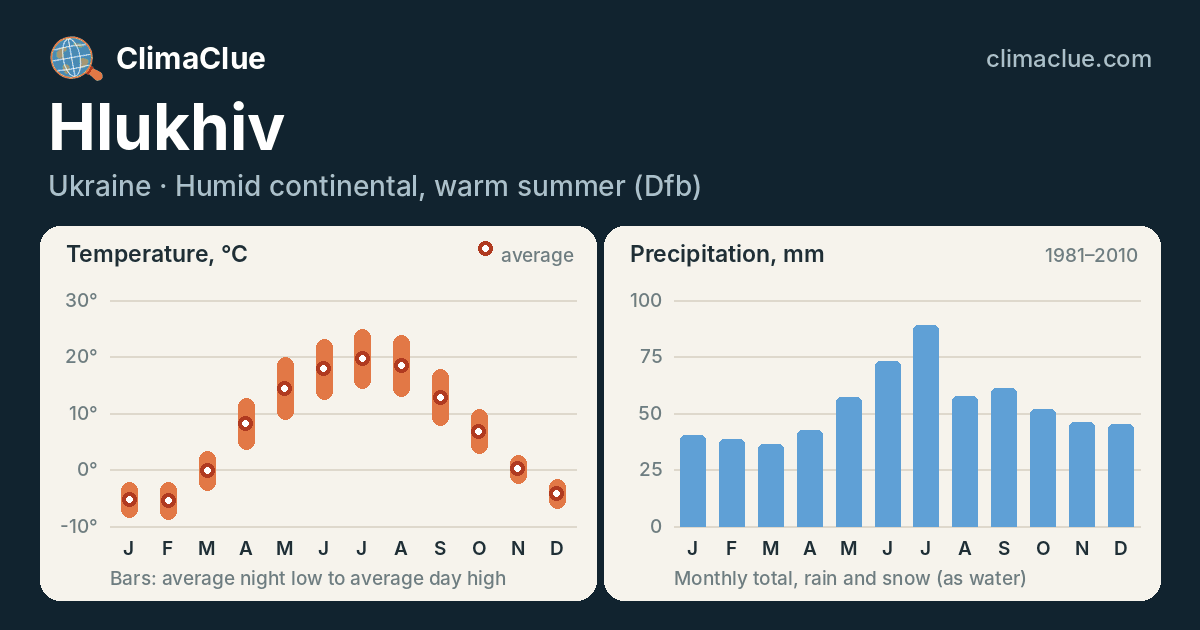 ClimaClue
climaclue.com
Hlukhiv
Ukraine · Humid continental, warm summer (Dfb)
Temperature, °C
average
30°
20°
10°
0°
-10°
J F M A M J J A S O N D
Bars: average night low to average day high
Precipitation, mm
1981–2010
100
75
50
25
0
J F M A M J J A S O N D
Monthly total, rain and snow (as water)